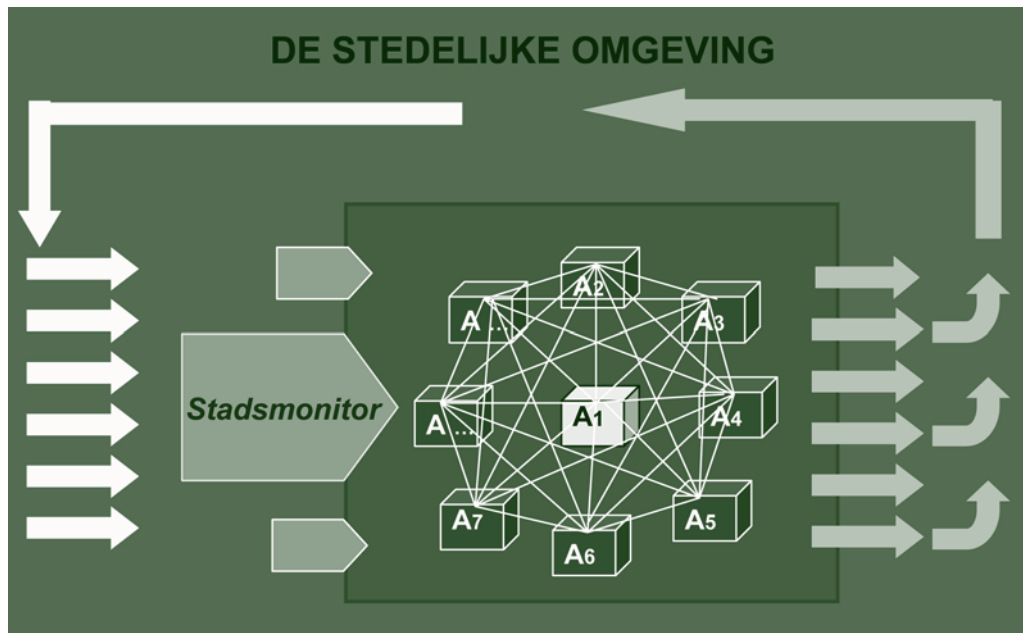 DE STEDELIJKE OMGEVING
A2
A ...
A3
Stadsmonitor
A ...
A1
A4
A7
A5
A6